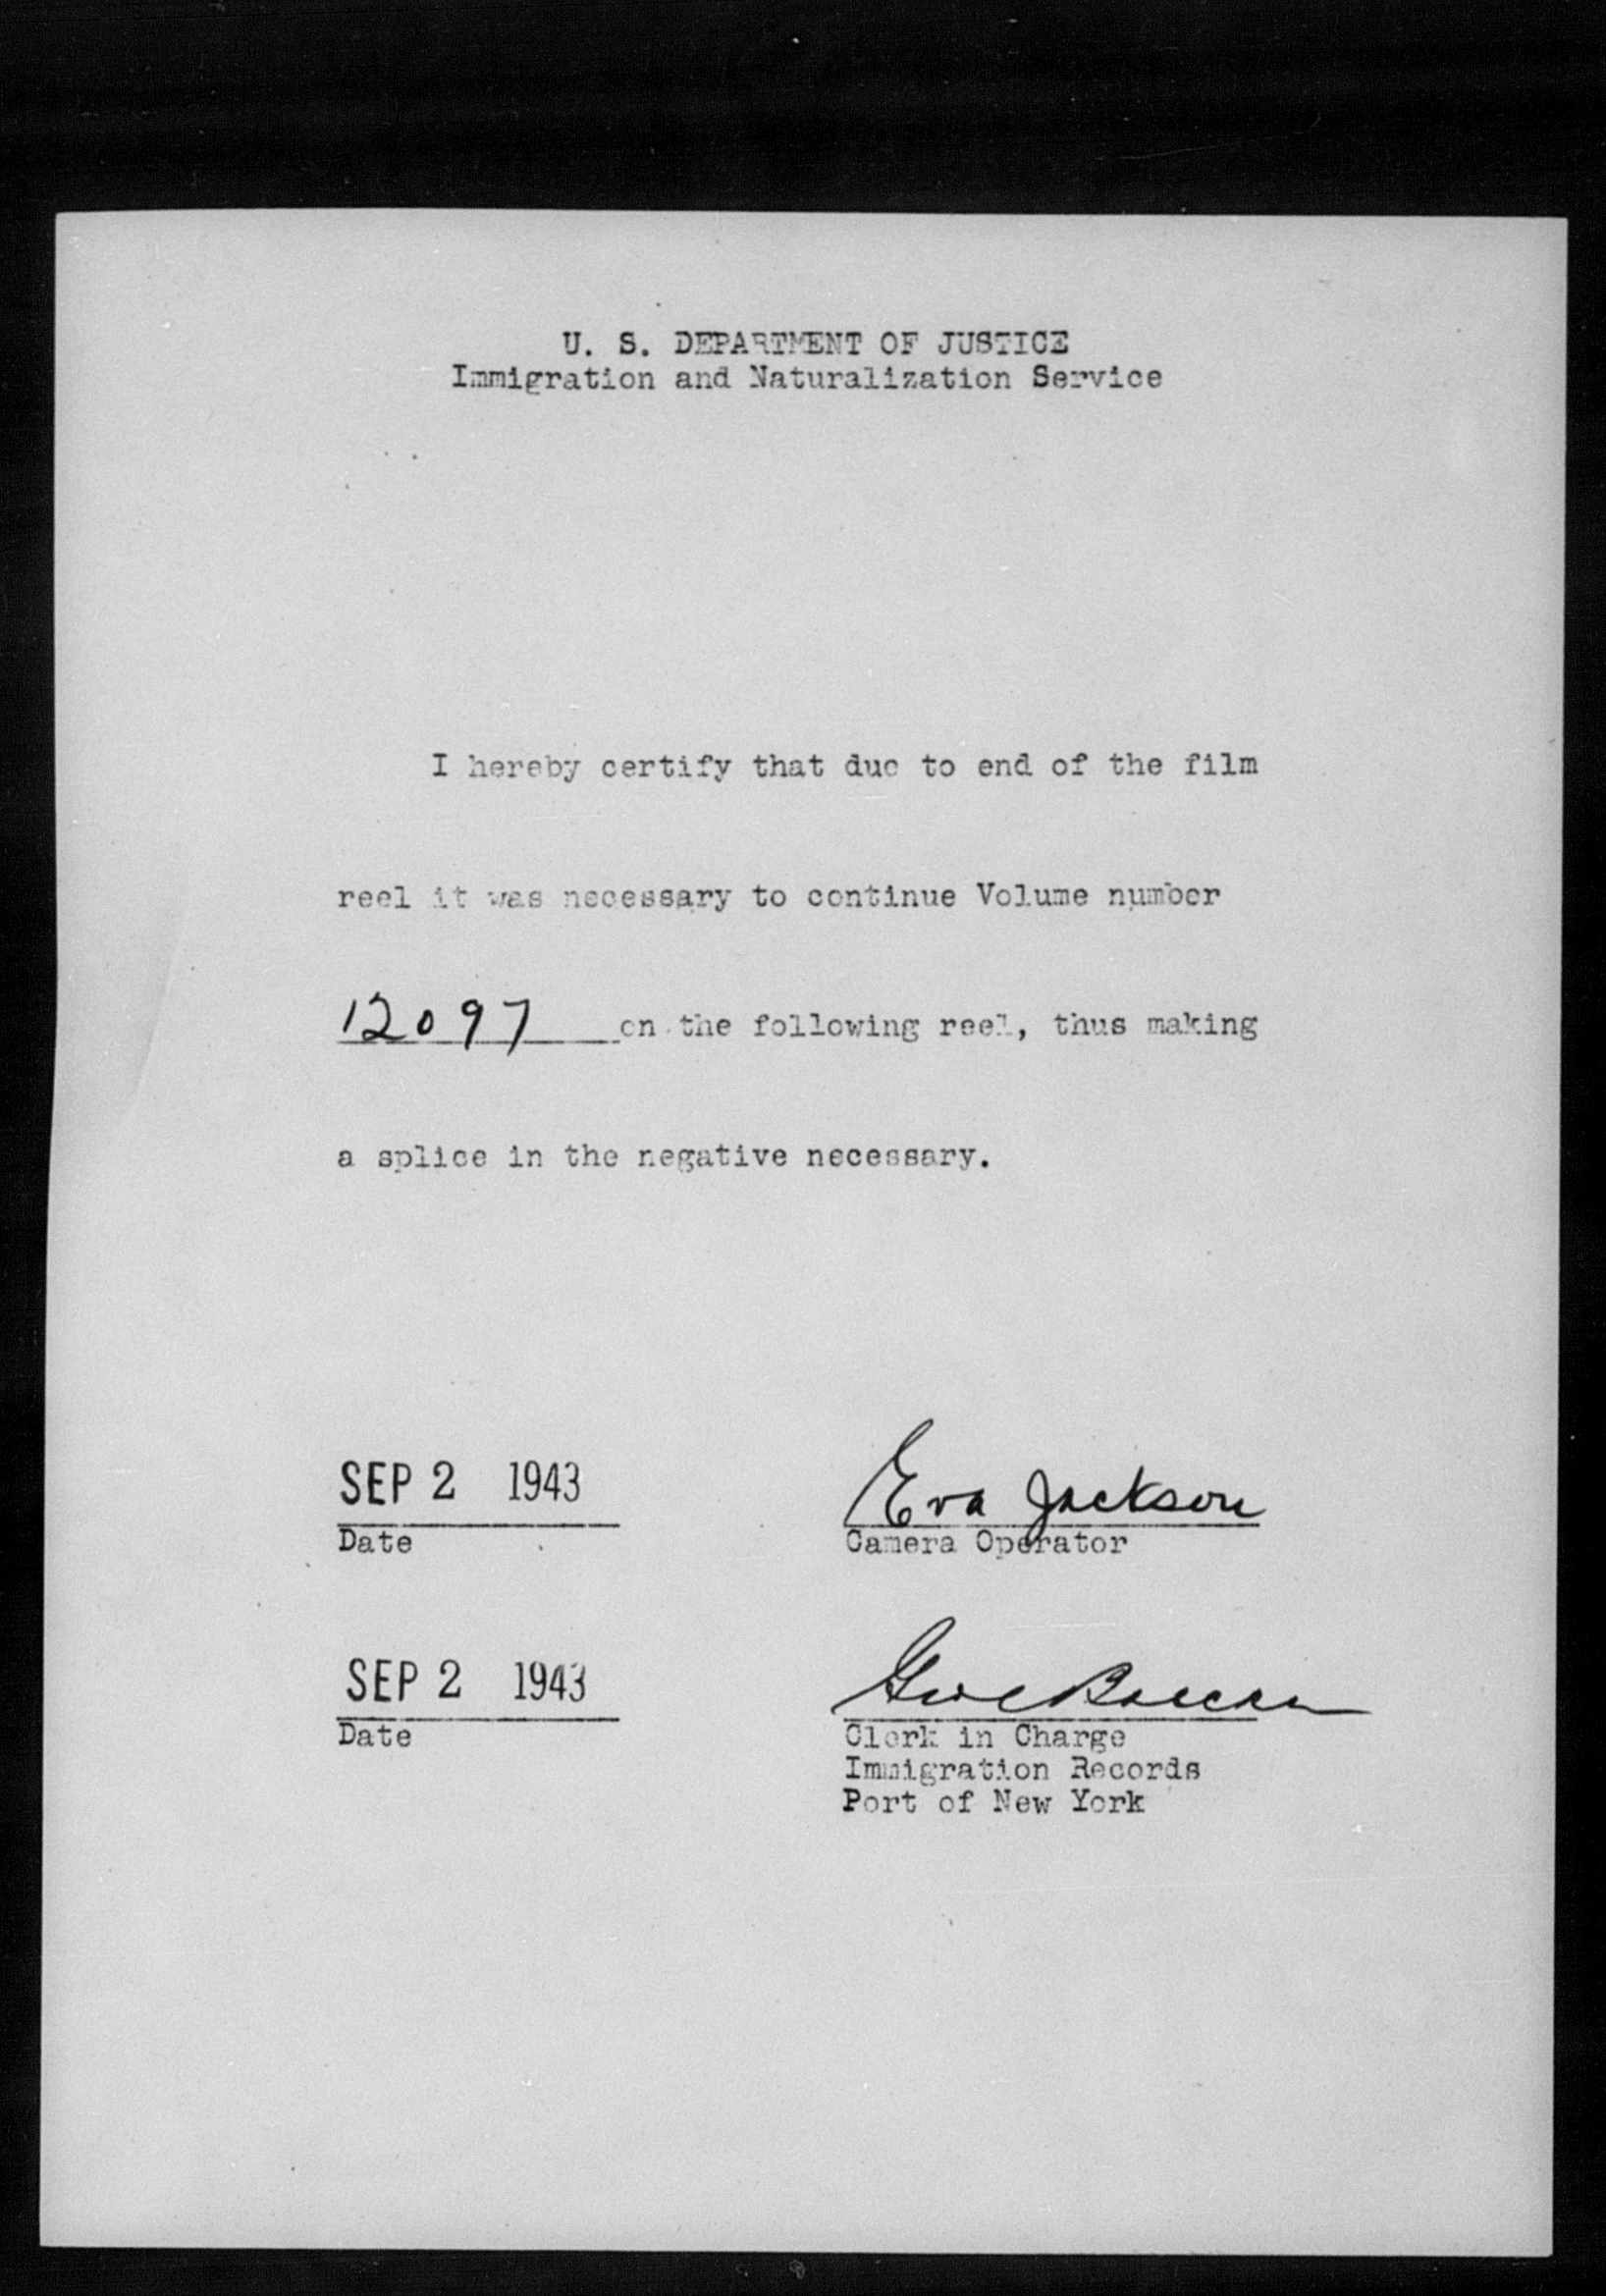 U. S. DEPARTMENT OF JUSTICE
Immigration and Naturalization Service
I hereby certify that due to end of the film
reel it was necessary to continue Volume number
12097 on the following reel, thus making
a splice in the negative necessary.
SEP 2 1943
Eva Jackson
Date
Camera Operator
SEP 2 1943
Date
Clerk in Charge
Immigration Records
Port of New York